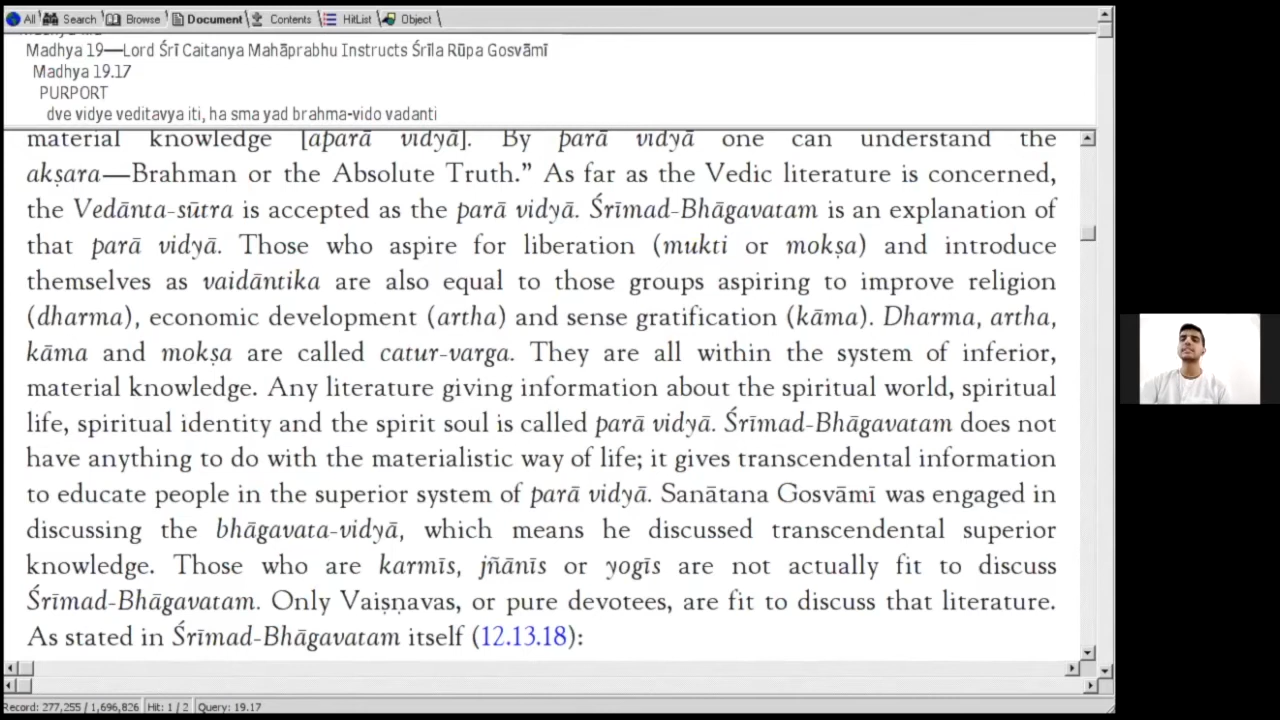 All Search Browse Document Contents HitList Object
Madhya 19—Lord Śrī Caitanya Mahāprabhu Instructs Śrīla Rūpa Gosvāmī
Madhya 19.17
PURPORT
dve vidye veditavya iti, ha sma yad brahma-vido vadanti
material knowledge [aparā vidyā]. By parā vidyā one can understand the
akṣara—Brahman or the Absolute Truth.” As far as the Vedic literature is concerned,
the Vedānta-sūtra is accepted as the parā vidyā. Śrīmad-Bhāgavatam is an explanation of
that parā vidyā. Those who aspire for liberation (mukti or mokṣa) and introduce
themselves as vaidāntika are also equal to those groups aspiring to improve religion
(dharma), economic development (artha) and sense gratification (kāma). Dharma, artha,
kāma and mokṣa are called catur-varga. They are all within the system of inferior,
material knowledge. Any literature giving information about the spiritual world, spiritual
life, spiritual identity and the spirit soul is called parā vidyā. Śrīmad-Bhāgavatam does not
have anything to do with the materialistic way of life; it gives transcendental information
to educate people in the superior system of parā vidyā. Sanātana Gosvāmī was engaged in
discussing the bhāgavata-vidyā, which means he discussed transcendental superior
knowledge. Those who are karmīs, jñānīs or yogīs are not actually fit to discuss
Śrīmad-Bhāgavatam. Only Vaiṣṇavas, or pure devotees, are fit to discuss that literature.
As stated in Śrīmad-Bhāgavatam itself (12.13.18):
Record: 277,255 / 1,696,826 Hit: 1 / 2 Query: 19.17